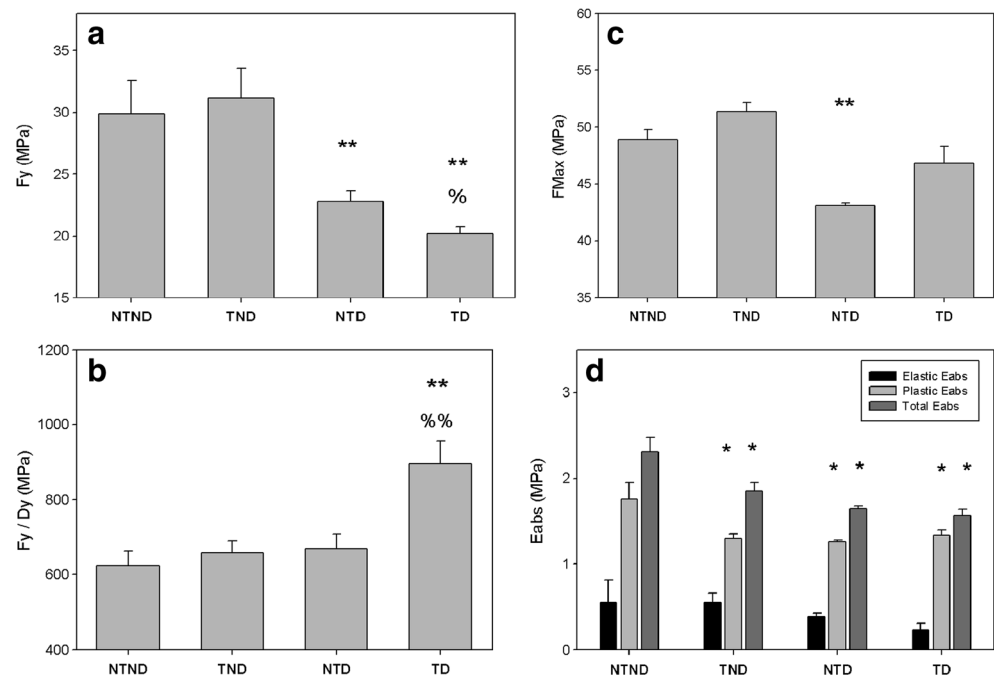 a
Fy (MPa)
35
30
25
20
15
**
**
%
NTND TND NTD TD
c
FMax (MPa)
60
55
50
45
40
35
**
NTND TND NTD TD
b
Fy / Dy (MPa)
1200
1000
800
600
400
**
%%
NTND TND NTD TD
d
Eabs (MPa)
3
2
1
0
Elastic Eabs
Plastic Eabs
Total Eabs
* * * * * *
NTND TND NTD TD